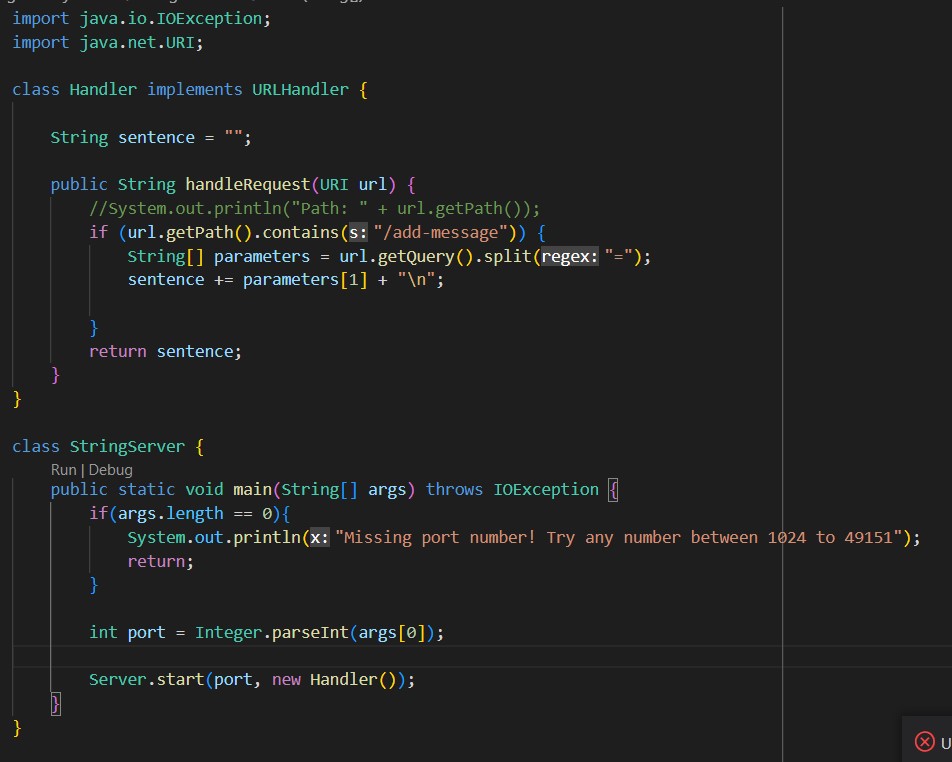 import java.io.IOException;
import java.net.URI;
class Handler implements URLHandler {
String sentence = "";
public String handleRequest(URI url) {
//System.out.println("Path: " + url.getPath());
if (url.getPath().contains(s: "/add-message")) {
String[] parameters = url.getQuery().split(regex: "=");
sentence += parameters[1] + "\n";
}
return sentence;
}
}
class StringServer {
Run | Debug
public static void main(String[] args) throws IOException {
if(args.length == 0){
System.out.println(x: "Missing port number! Try any number between 1024 to 49151");
return;
}
int port = Integer.parseInt(args[0]);
Server.start(port, new Handler());
}
}